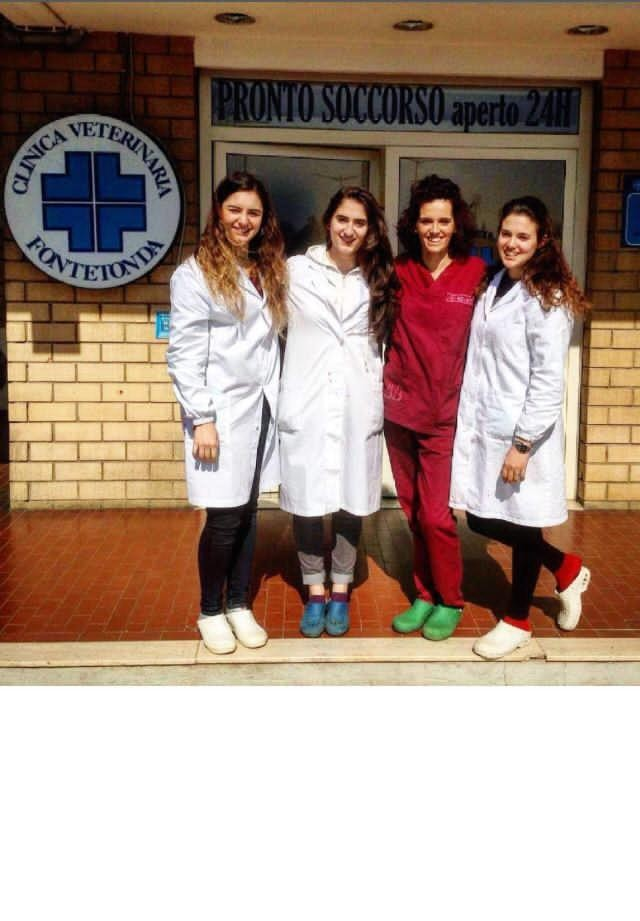 PRONTO SOCCORSO aperto 24H
CLINICA VETERINARIA
FONTETONDA